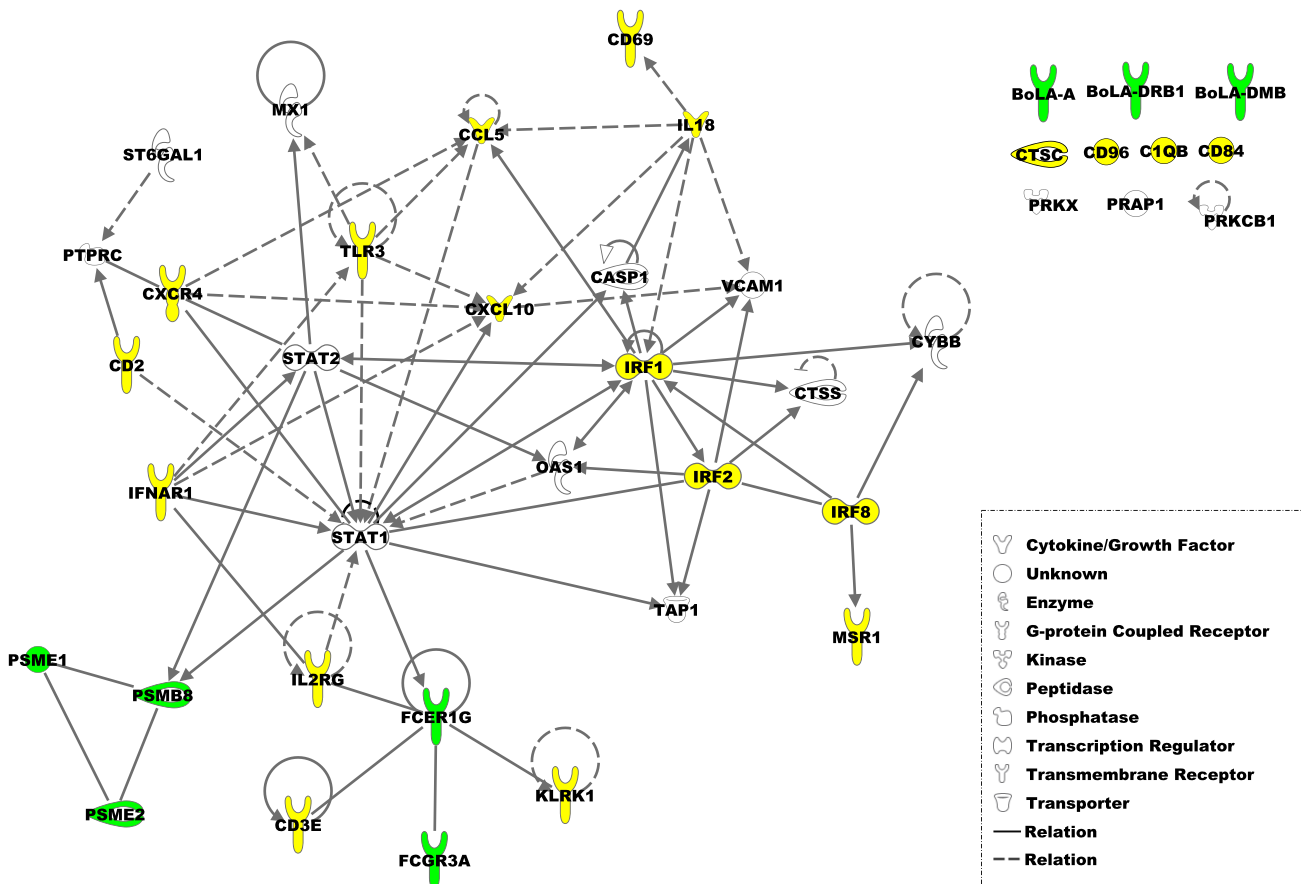 CD69
MX1
BoLA-A
BoLA-DRB1
BoLA-DMB
CCL5
IL18
ST6GAL1
CTSC
CD96
C1QB
CD84
PRKX
PRAP1
PRKCB1
PTPRC
TLR3
CASP1
VCAM1
CXCR4
CXCL10
CYBB
STAT2
CD2
IRF1
CTSS
OAS1
IRF2
IFNAR1
IRF8
STAT1
TAP1
MSR1
PSME1
PSMB8
IL2RG
FCER1G
KLRK1
PSME2
CD3E
FCGR3A
Cytokine/Growth Factor
Unknown
Enzyme
G-protein Coupled Receptor
Kinase
Peptidase
Phosphatase
Transcription Regulator
Transmembrane Receptor
Transporter
Relation
Relation